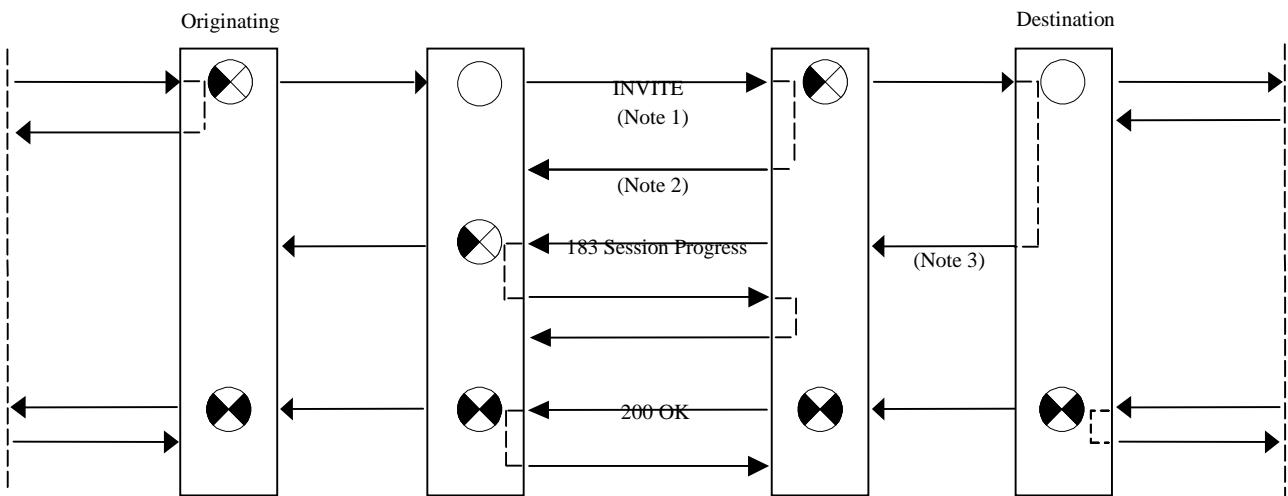 Originating
Destination
INVITE
(Note 1)
(Note 2)
183 Session Progress
(Note 3)
200 OK